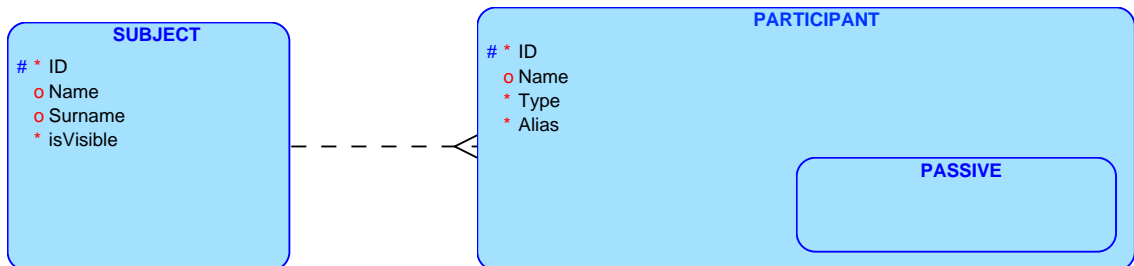 SUBJECT
# * ID
o Name
o Surname
* isVisible
PARTICIPANT
# * ID
o Name
* Type
* Alias
PASSIVE